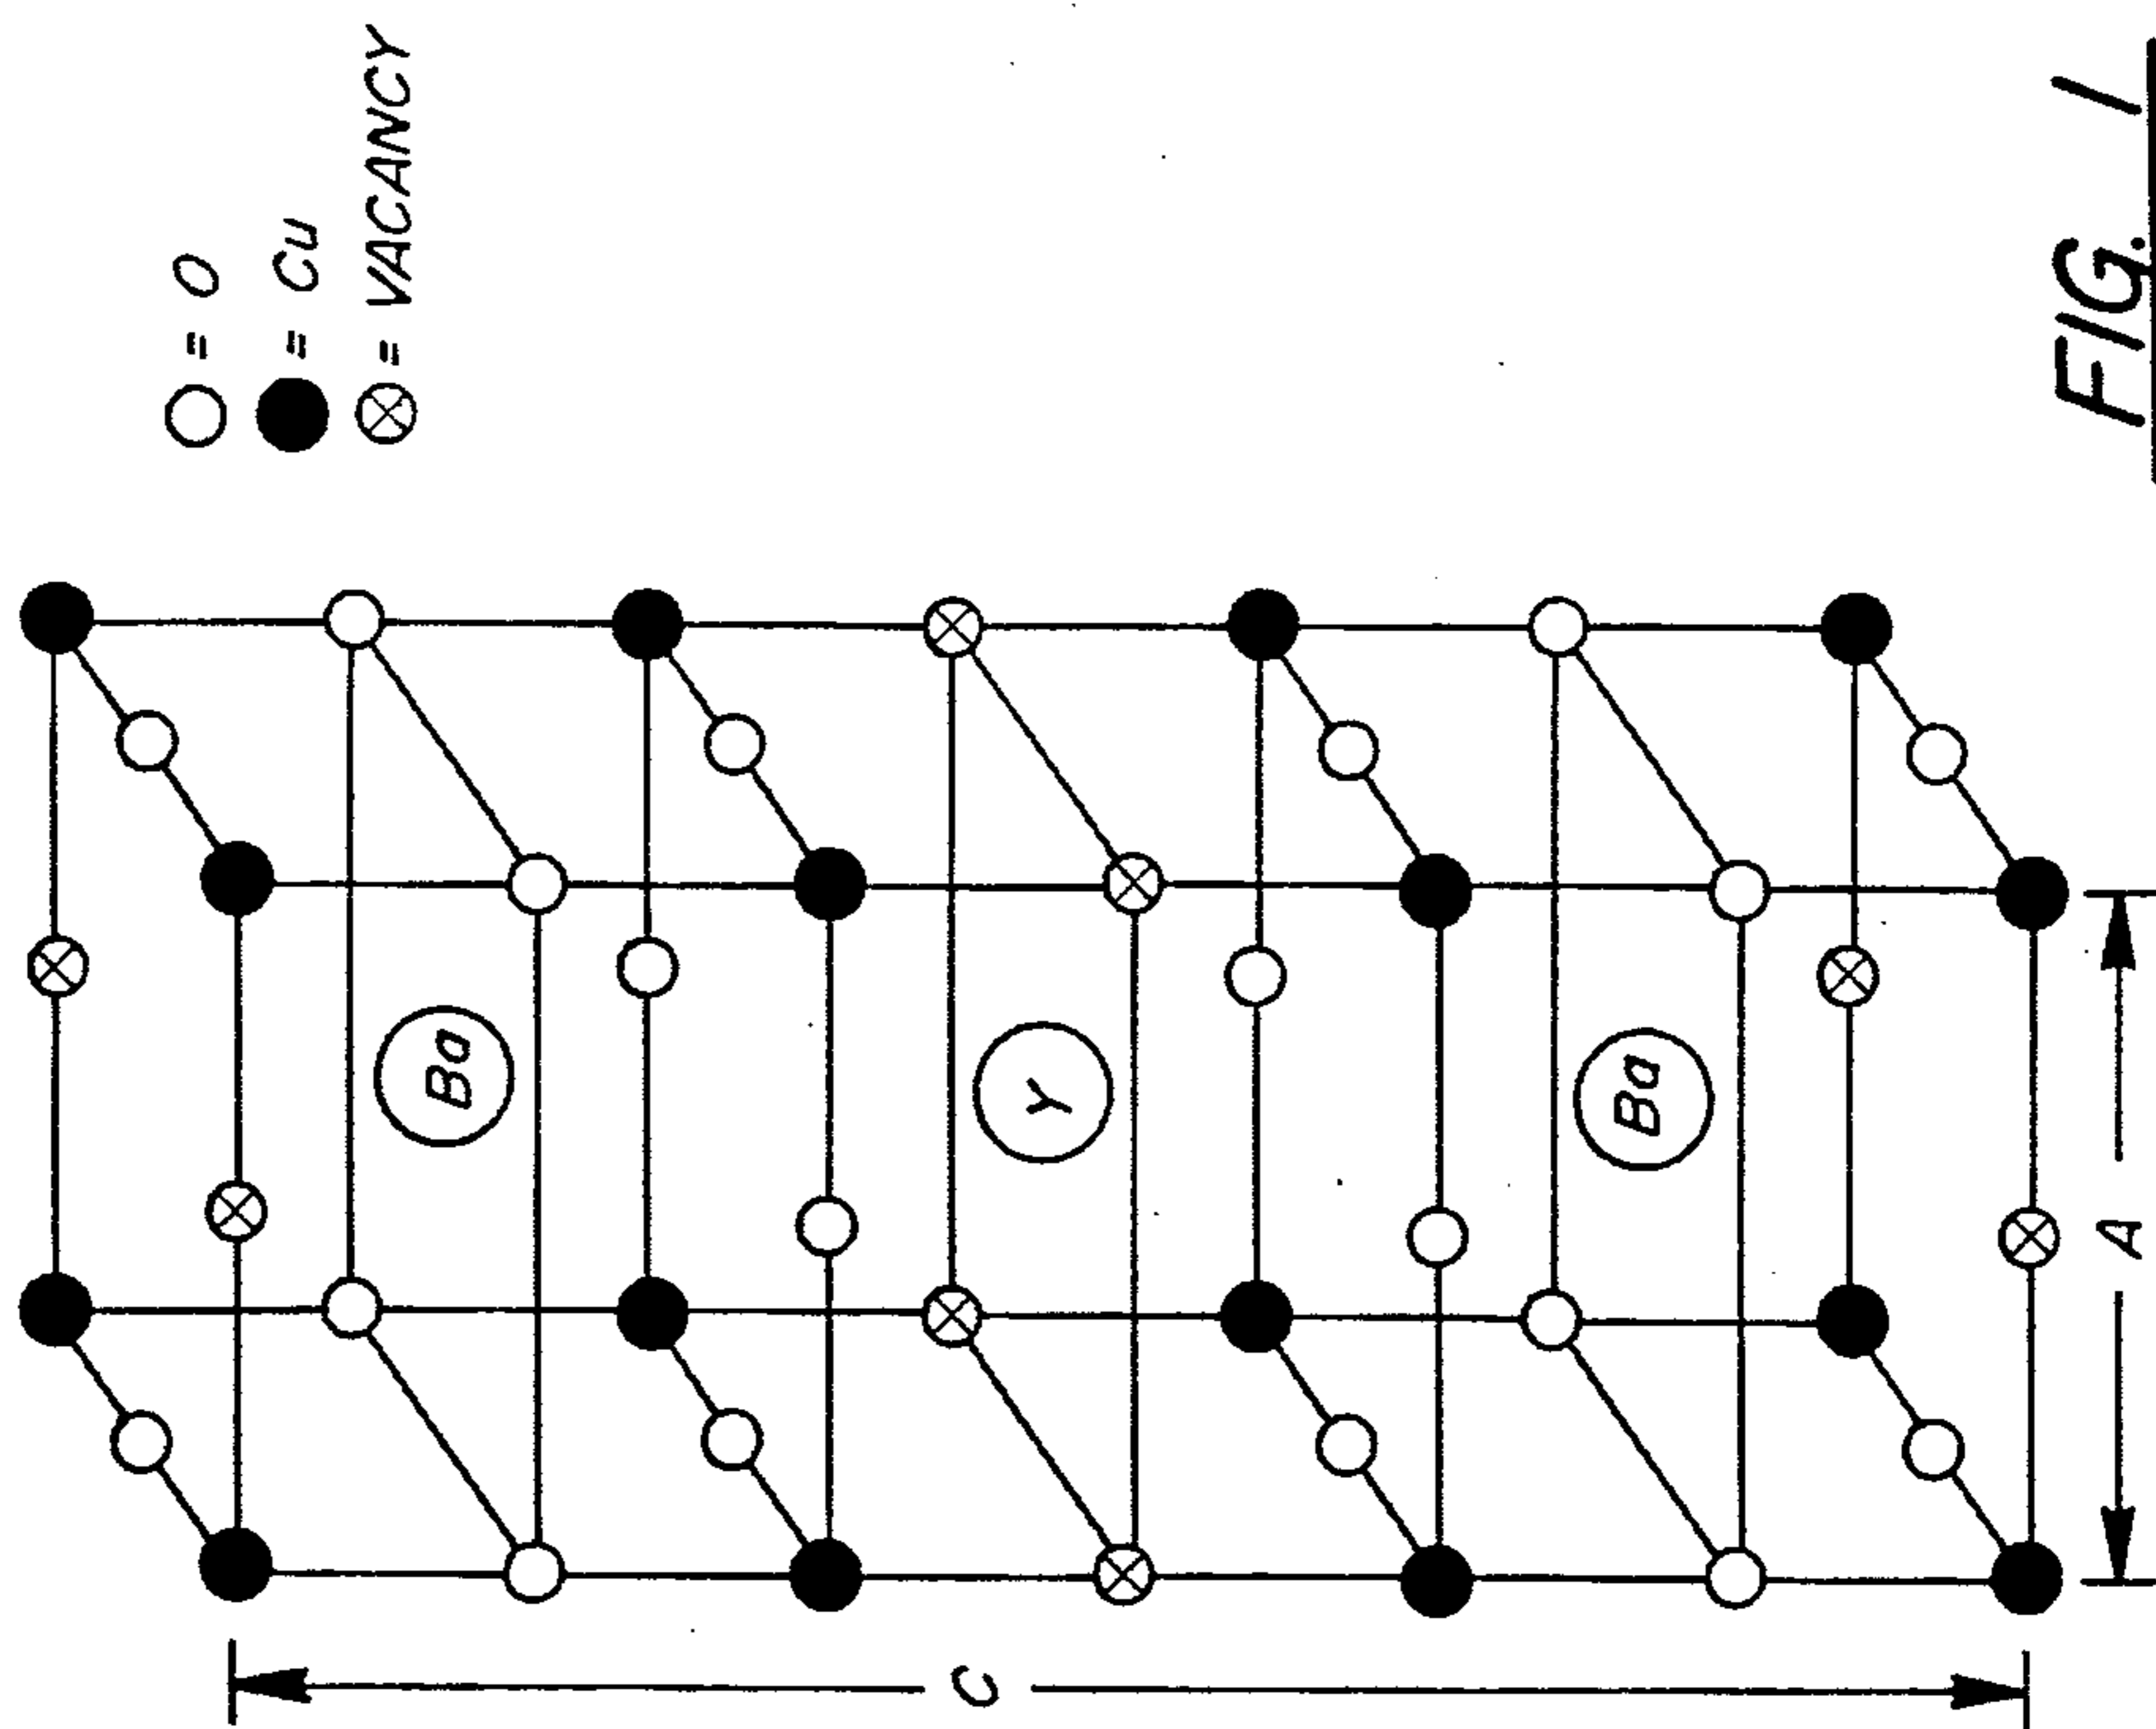 = O
= Cu
= VACANCY
Ba
Y
Ba
C
A
FIG. 1